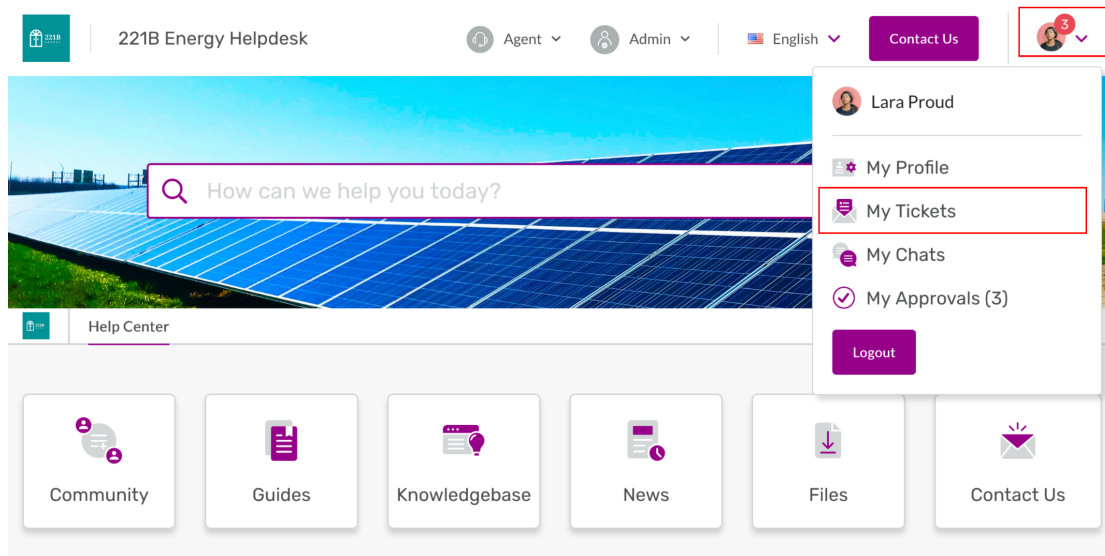 221B
221B Energy Helpdesk
Agent
Admin
English
Contact Us
3
Lara Proud
My Profile
My Tickets
My Chats
My Approvals (3)
Logout
How can we help you today?
Help Center
Community
Guides
Knowledgebase
News
Files
Contact Us